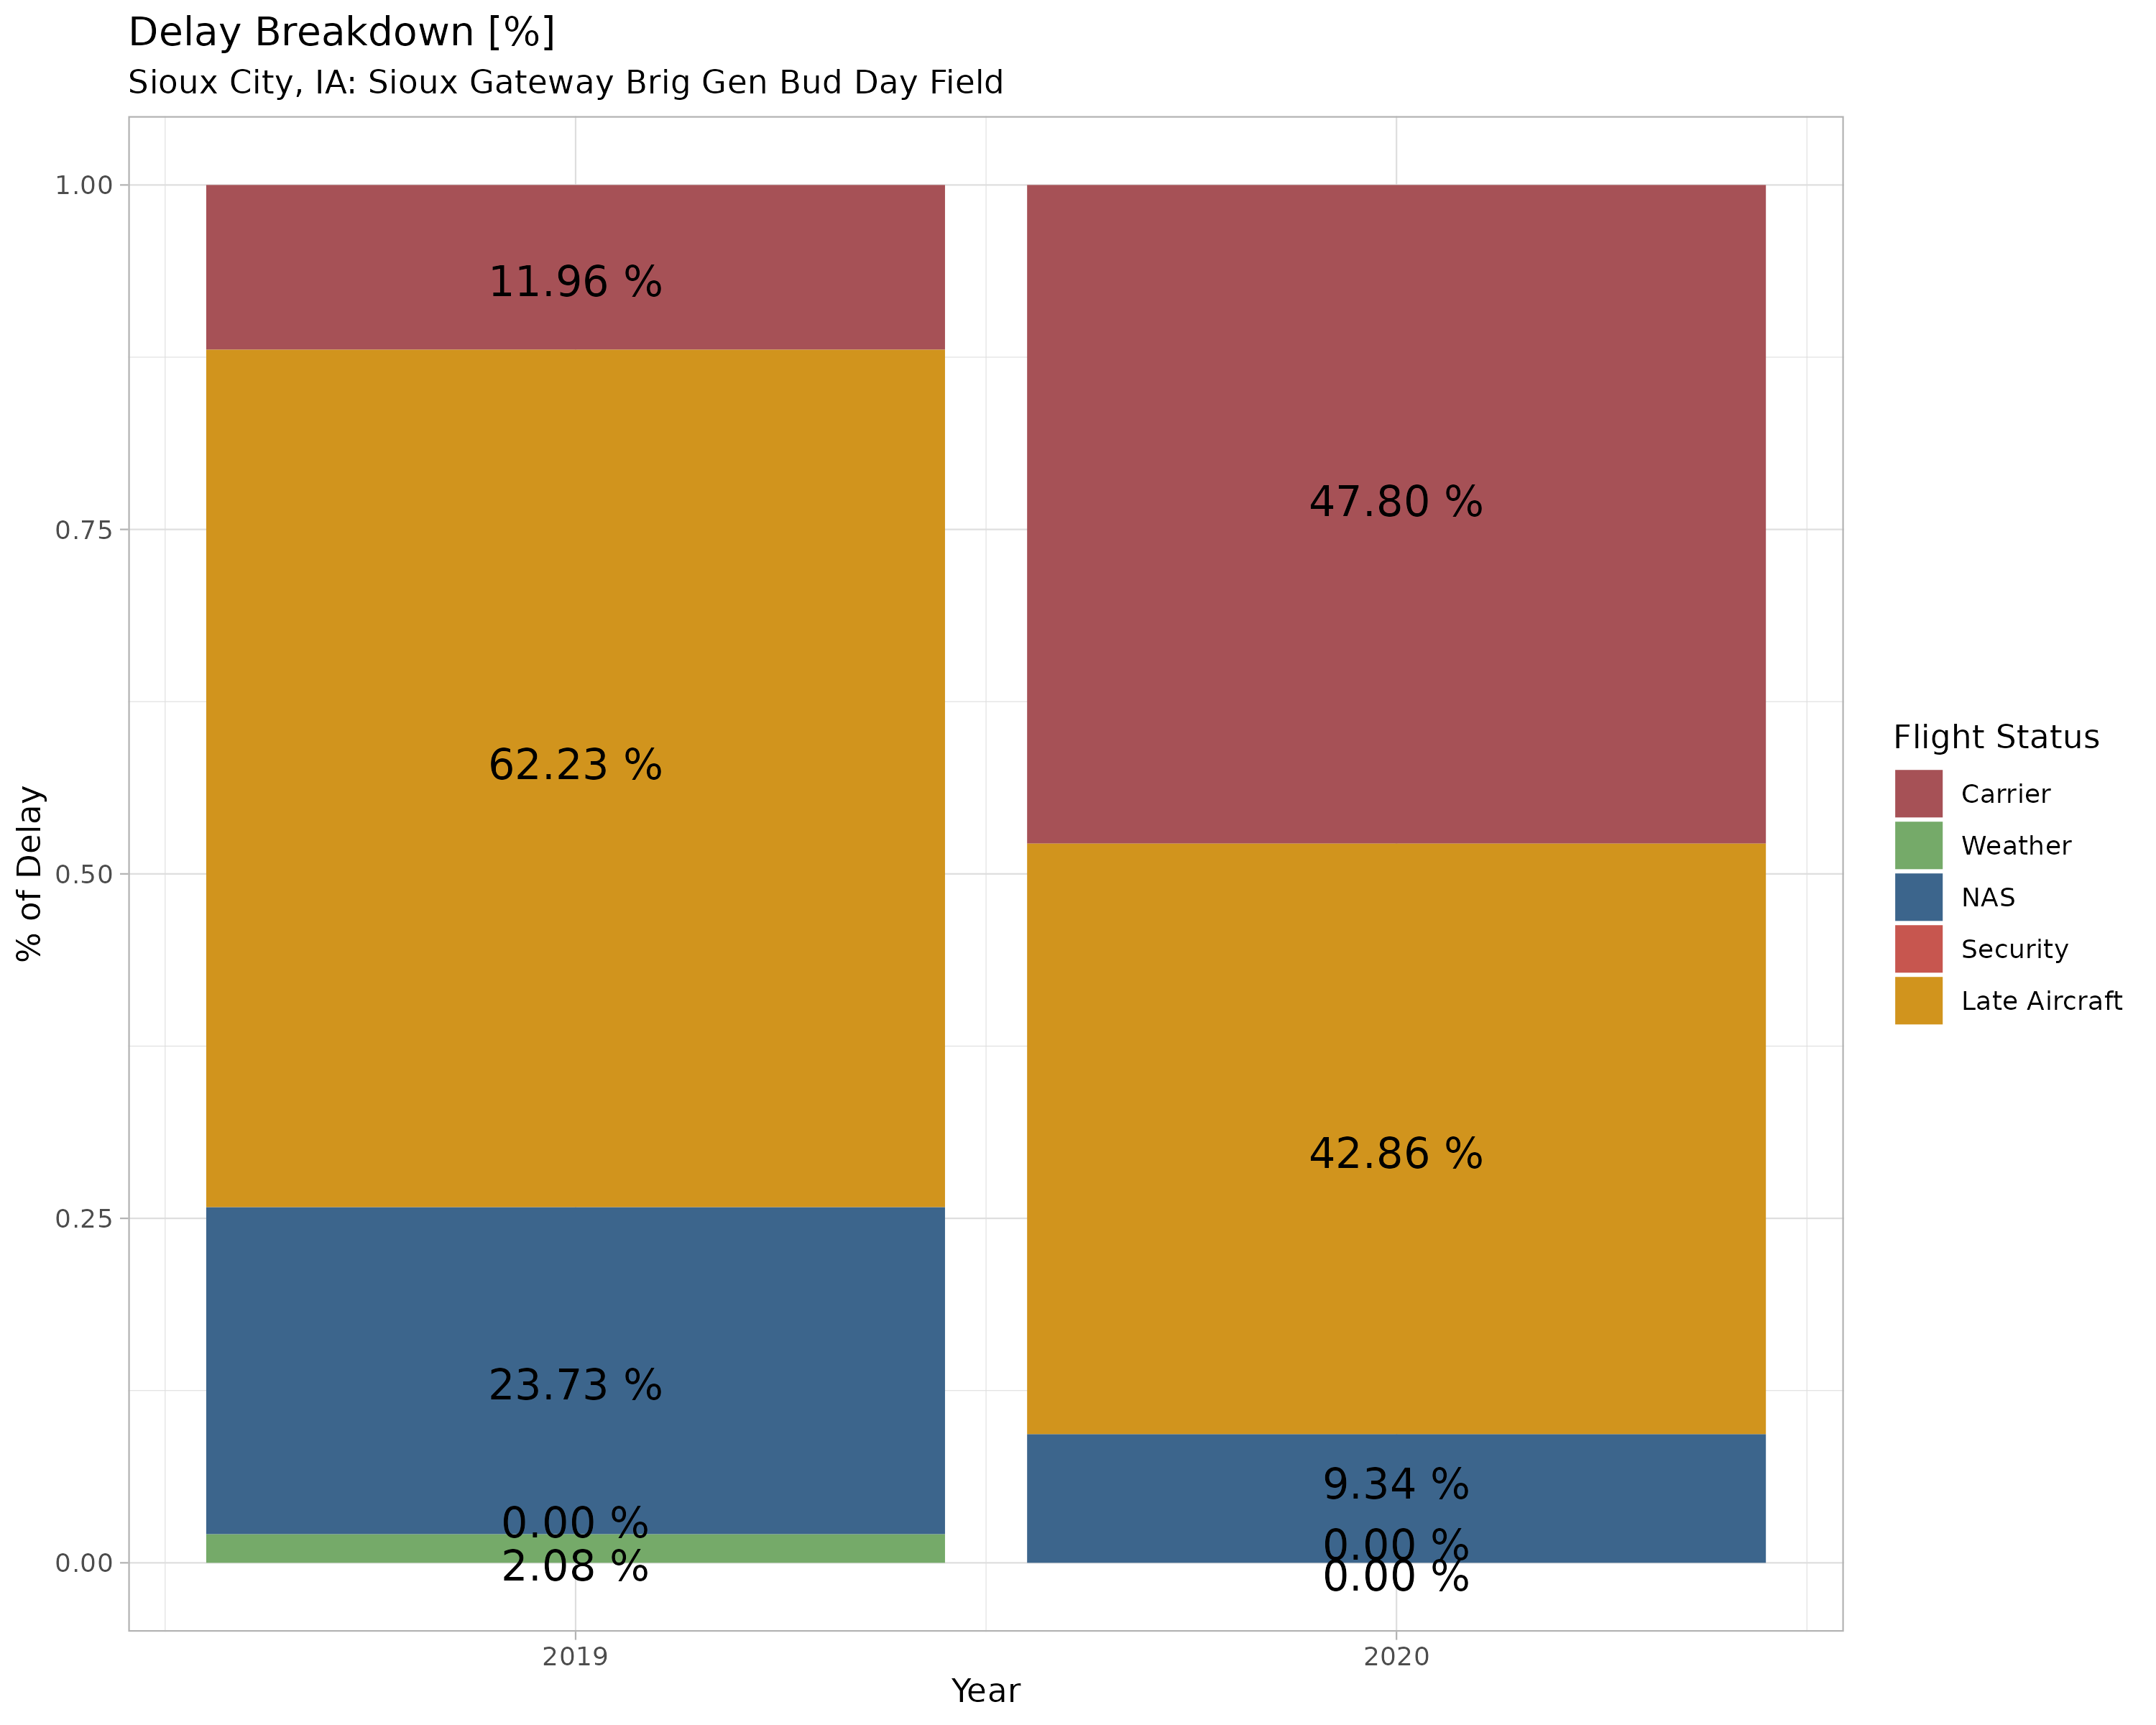 Delay Breakdown [%]
Sioux City, IA: Sioux Gateway Brig Gen Bud Day Field
% of Delay
1.00
0.75
0.50
0.25
0.00
11.96 %
62.23 %
23.73 %
0.00 %
2.08 %
47.80 %
42.86 %
9.34 %
0.00 %
0.00 %
2019
2020
Year
Flight Status
Carrier
Weather
NAS
Security
Late Aircraft